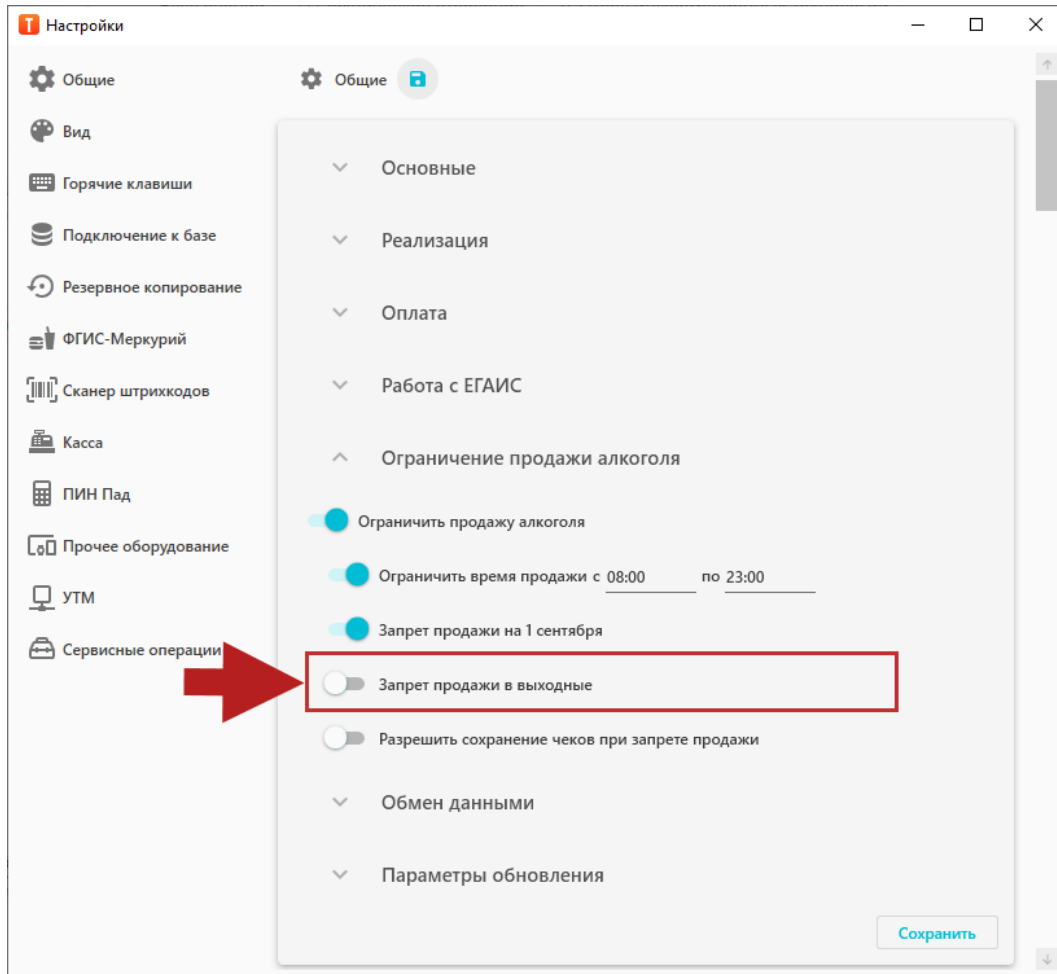 Настройки
Общие
Вид
Горячие клавиши
Подключение к базе
Резервное копирование
ФГИС-Меркурий
Сканер штрихкодов
Касса
ПИН Пад
Прочее оборудование
УТМ
Сервисные операции
Общие
Основные
Реализация
Оплата
Работа с ЕГАИС
Ограничение продажи алкоголя
Ограничить продажу алкоголя
Ограничить время продажи с 08:00 по 23:00
Запрет продажи на 1 сентября
Запрет продажи в выходные
Разрешить сохранение чеков при запрете продажи
Обмен данными
Параметры обновления
Сохранить